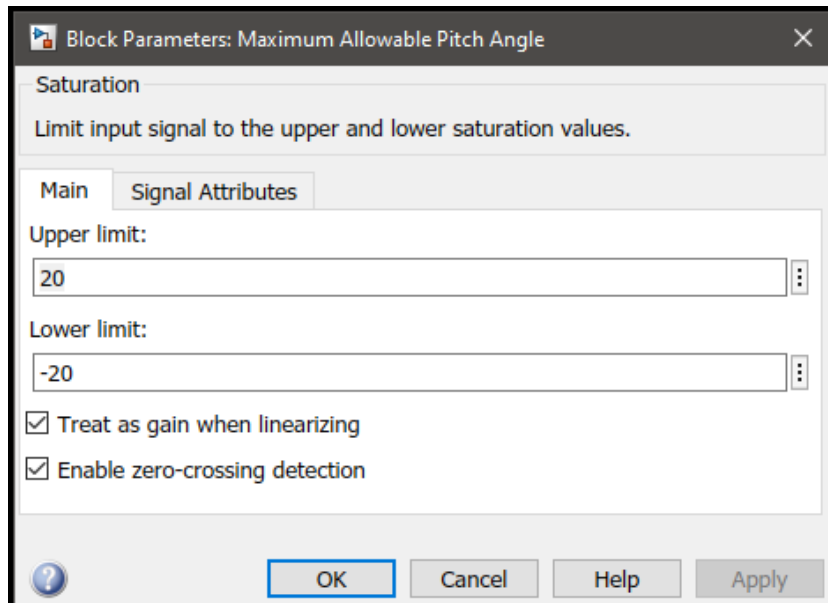 Block Parameters: Maximum Allowable Pitch Angle
Saturation
Limit input signal to the upper and lower saturation values.
Main Signal Attributes
Upper limit:
20
Lower limit:
-20
Treat as gain when linearizing
Enable zero-crossing detection
? OK Cancel Help Apply